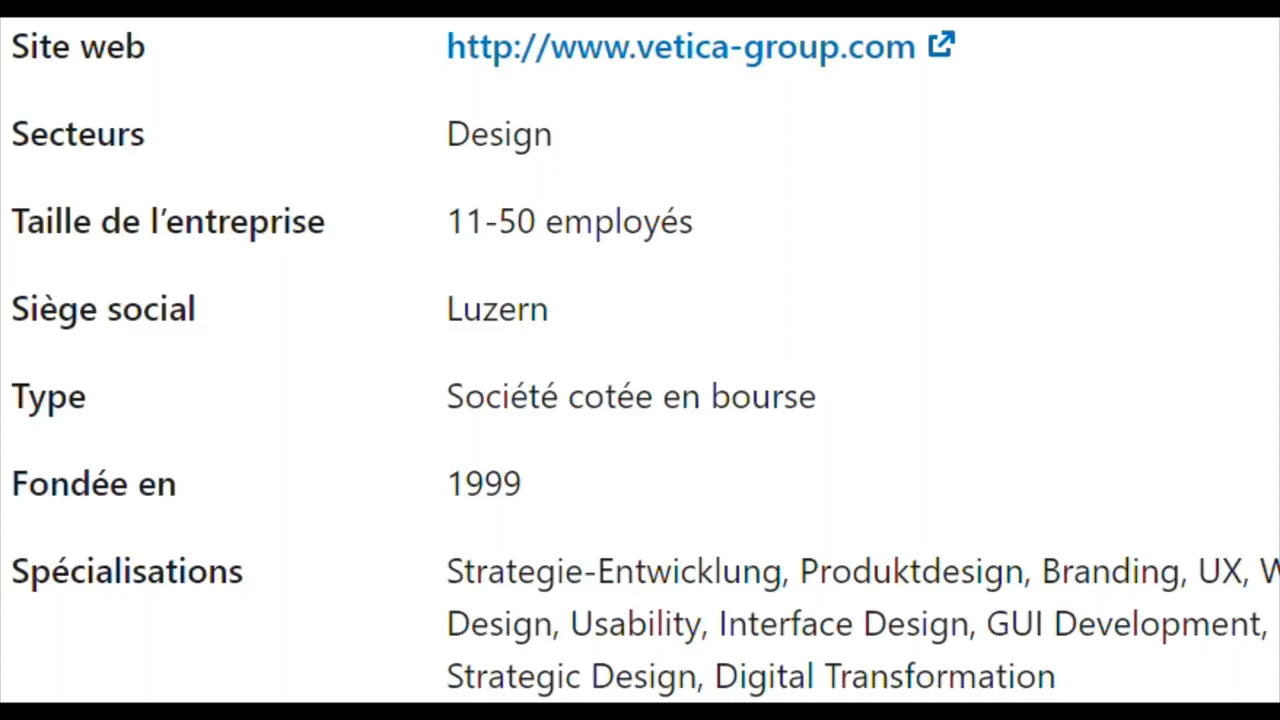 Site web http://www.vetica-group.com
Secteurs Design
Taille de l’entreprise 11-50 employés
Siège social Luzern
Type Société cotée en bourse
Fondée en 1999
Spécialisations Strategie-Entwicklung, Produktdesign, Branding, UX,
Design, Usability, Interface Design, GUI Development,
Strategic Design, Digital Transformation